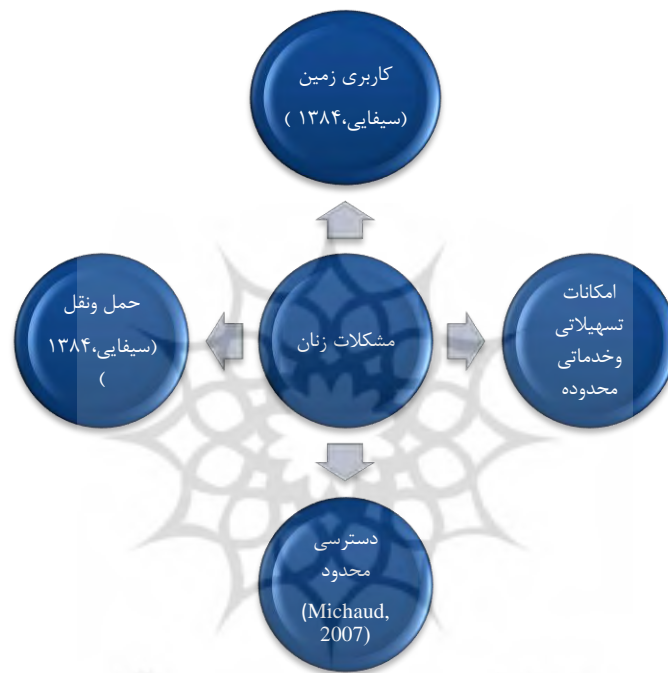 کاربری زمین
(سیفایی،۱۳۸۴ )
حمل ونقل
(سیفایی،۱۳۸۴
)
مشکلات زنان
امکانات
تسهیلاتی
وخدماتی
محدوده
دسترسی
محدود
(Michaud,
2007)